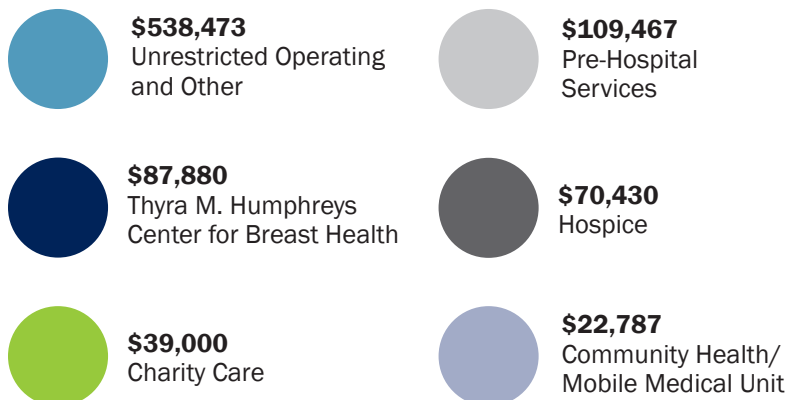 $538,473
Unrestricted Operating
and Other
$109,467
Pre-Hospital
Services
$87,880
Thyra M. Humphreys
Center for Breast Health
$70,430
Hospice
$39,000
Charity Care
$22,787
Community Health/
Mobile Medical Unit